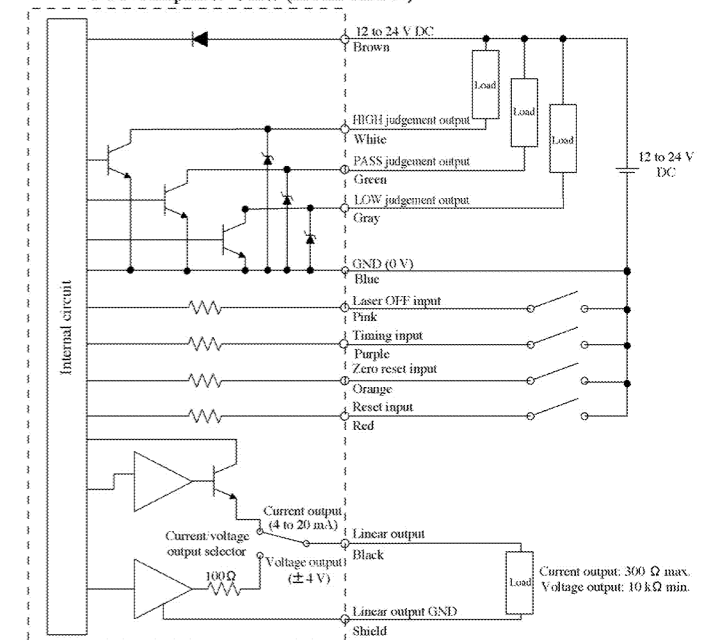 12 to 24 V DC
Brown
Load
Load
Load
HIGH judgement output
White
PASS judgement output
Green
12 to 24 V
DC
LOW judgement output
Gray
GND (0 V)
Blue
Internal circuit
Laser OFF input
Pink
Timing input
Purple
Zero reset input
Orange
Reset input
Red
Current output
(4 to 20 mA)
Current/voltage
output selector
Linear output
Black
Voltage output
(±4 V)
100Ω
Load
Current output: 300 Ω max.
Voltage output: 10 kΩ min.
Linear output GND
Shield